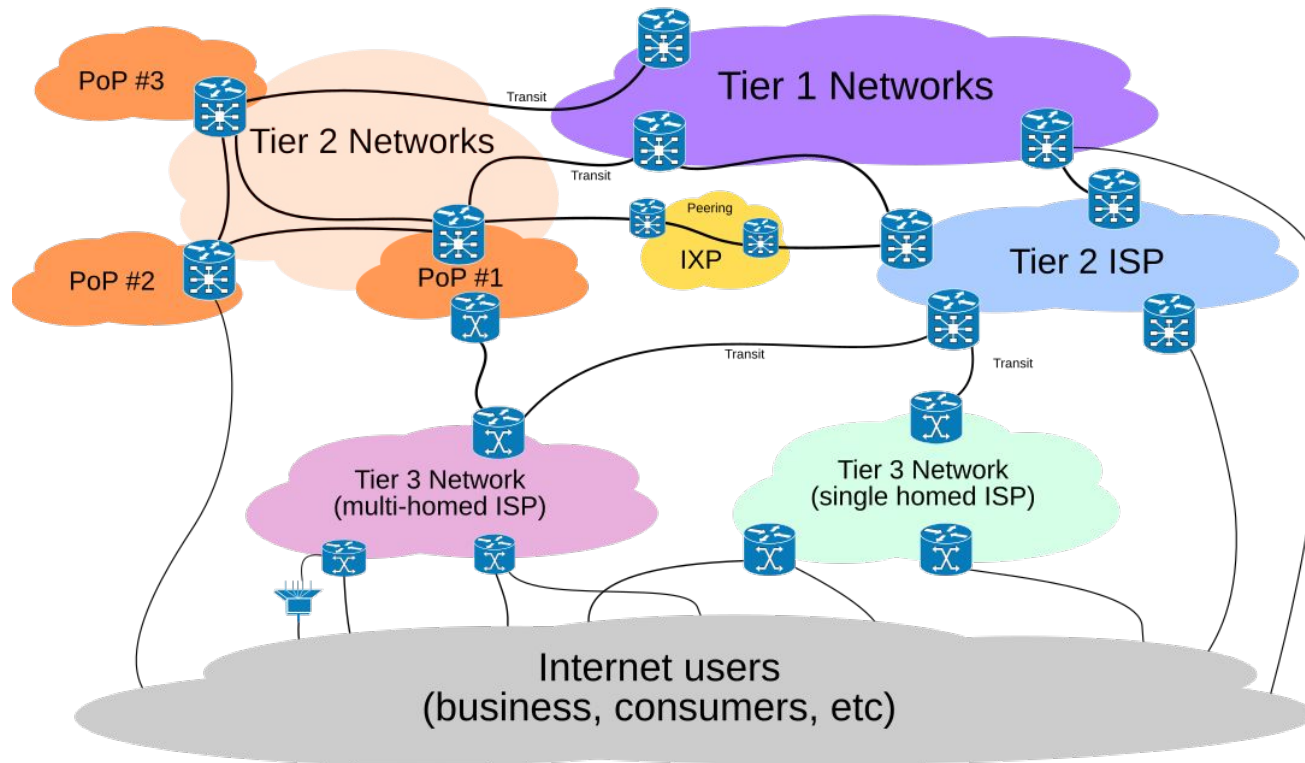 PoP #3
Tier 1 Networks
Transit
Tier 2 Networks
Transit
Peering
PoP #2
PoP #1
IXP
Tier 2 ISP
Transit
Transit
Tier 3 Network
(multi-homed ISP)
Tier 3 Network
(single homed ISP)
Internet users
(business, consumers, etc)